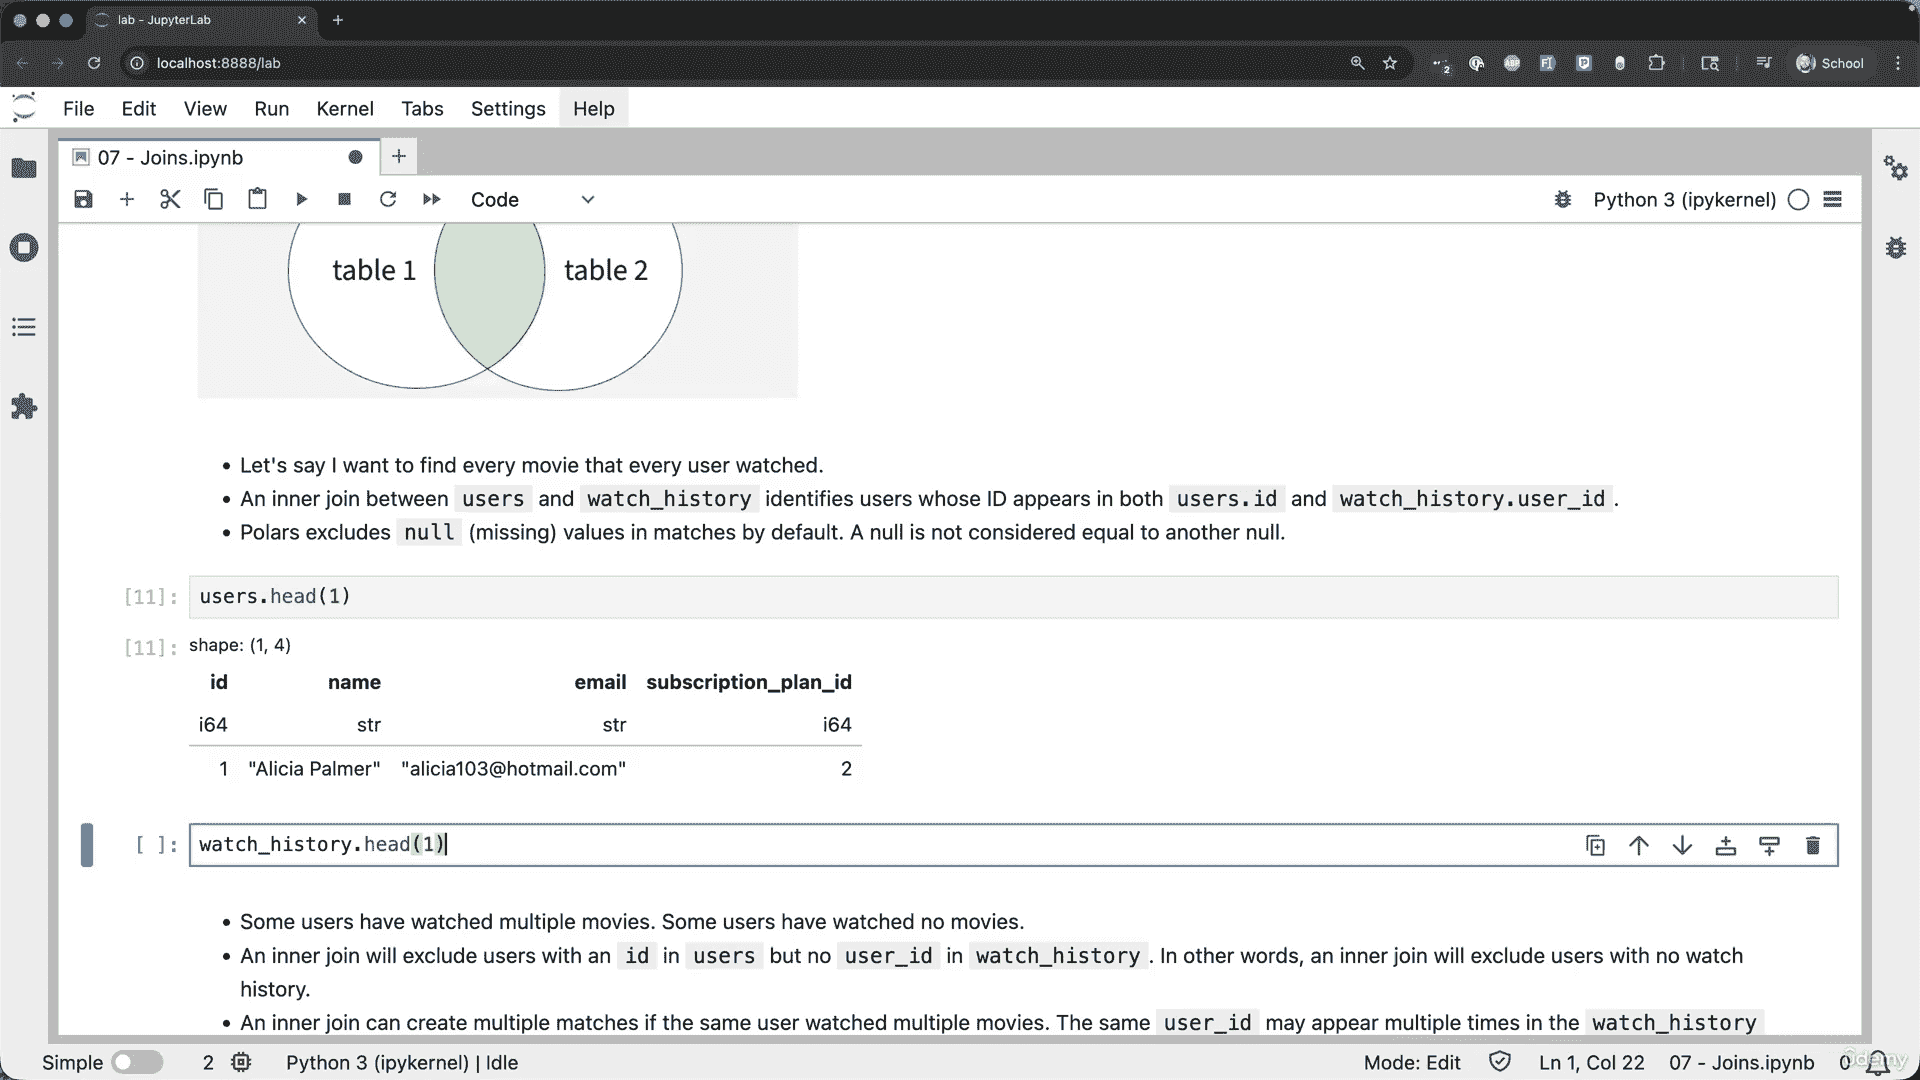 lab - JupyterLab
localhost:8888/lab
2
ABP
School
File Edit View Run Kernel Tabs Settings Help
07 - Joins.ipynb
Code
Python 3 (ipykernel)
table 1 table 2
• Let's say I want to find every movie that every user watched.
• An inner join between users and watch_history identifies users whose ID appears in both users.id and watch_history.user_id.
• Polars excludes null (missing) values in matches by default. A null is not considered equal to another null.
[11]: users.head(1)
[11]: shape: (1, 4)
id name email subscription_plan_id
i64 str str i64
1 "Alicia Palmer" "alicia103@hotmail.com" 2
[ ]: watch_history.head(1)
• Some users have watched multiple movies. Some users have watched no movies.
• An inner join will exclude users with an id in users but no user_id in watch_history. In other words, an inner join will exclude users with no watch
history.
• An inner join can create multiple matches if the same user watched multiple movies. The same user_id may appear multiple times in the watch_history
Simple 2 Python 3 (ipykernel) | Idle Mode: Edit Ln 1, Col 22 07 - Joins.ipynb 0
Udemy